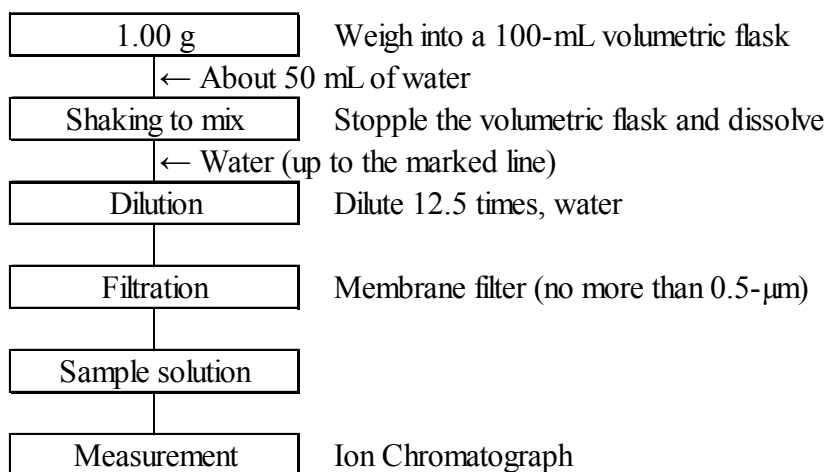 1.00 g Weigh into a 100-mL volumetric flask
← About 50 mL of water
Shaking to mix Stopple the volumetric flask and dissolve
← Water (up to the marked line)
Dilution Dilute 12.5 times, water
Filtration Membrane filter (no more than 0.5-μm)
Sample solution
Measurement Ion Chromatograph